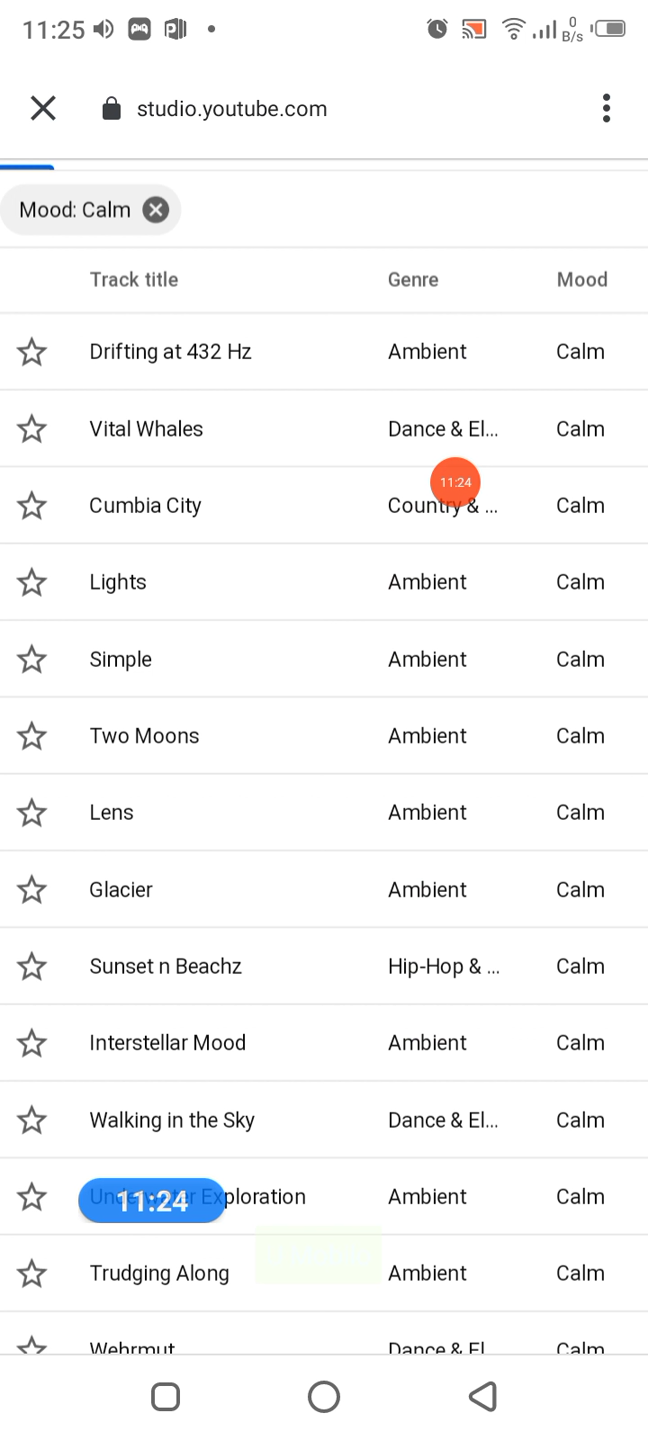 11:25 0 B/s
studio.youtube.com
Mood: Calm
Track title Genre Mood
Drifting at 432 Hz Ambient Calm
Vital Whales Dance & El... Calm
11:24
Cumbia City Country & ... Calm
Lights Ambient Calm
Simple Ambient Calm
Two Moons Ambient Calm
Lens Ambient Calm
Glacier Ambient Calm
Sunset n Beachz Hip-Hop & ... Calm
Interstellar Mood Ambient Calm
Walking in the Sky Dance & El... Calm
Underwater Exploration Ambient Calm
11:24
Trudging Along Ambient Calm
Wehrmut Dance & El... Calm